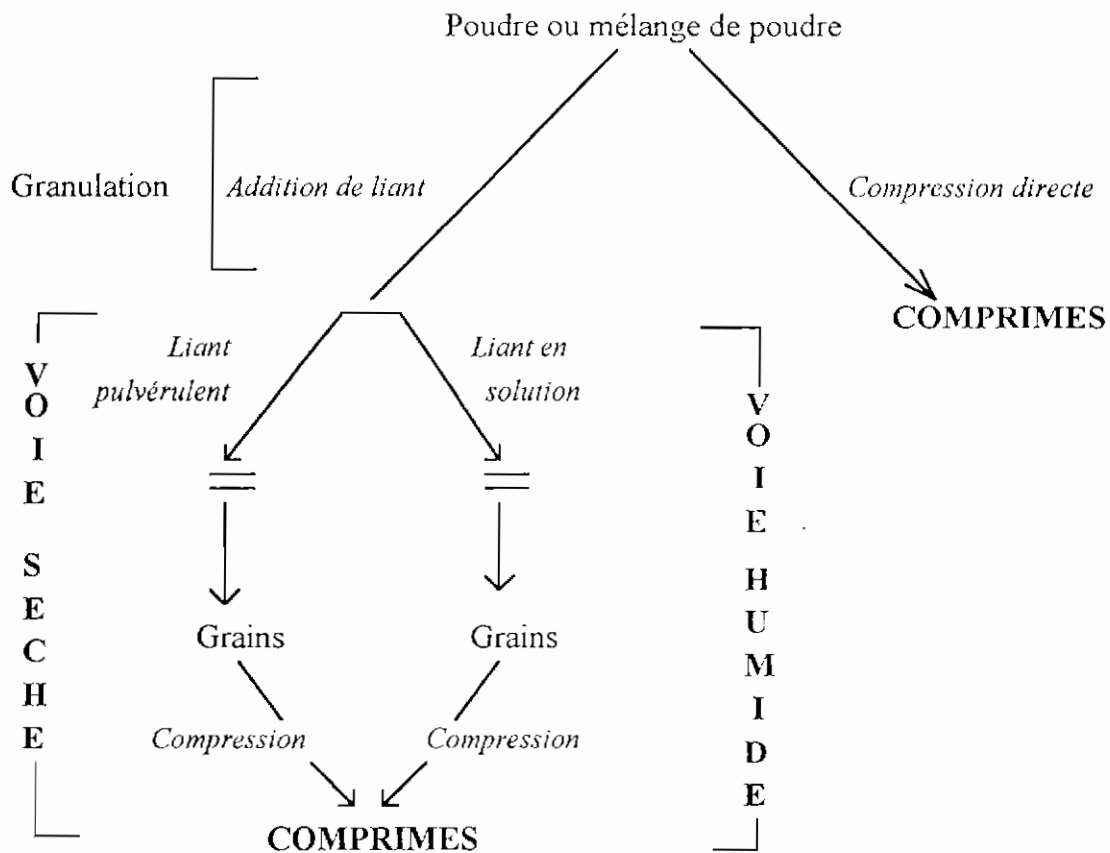 Poudre ou mélange de poudre
Granulation
Addition de liant
Compression directe
COMPRIMES
VOIE SECHE
Liant
pulvérulent
Liant en
solution
VOIE HUMIDE
Grains
Grains
Compression
Compression
COMPRIMES